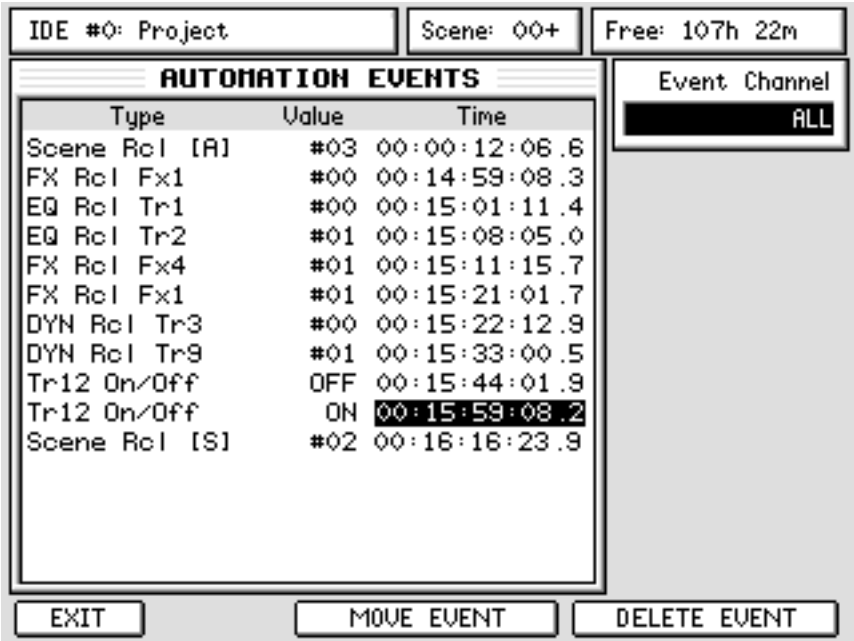 IDE #0: Project
Scene: 00+
Free: 107h 22m
AUTOMATION EVENTS
Event Channel
ALL
Type Value Time
Scene Rcl [A] #03 00:00:12:06.6
FX Rcl Fx1 #00 00:14:59:08.3
EQ Rcl Tr1 #00 00:15:01:11.4
EQ Rcl Tr2 #01 00:15:08:05.0
FX Rcl Fx4 #01 00:15:11:15.7
FX Rcl Fx1 #01 00:15:21:01.7
DYN Rcl Tr3 #00 00:15:22:12.9
DYN Rcl Tr9 #01 00:15:33:00.5
Tr12 On/Off OFF 00:15:44:01.9
Tr12 On/Off ON 00:15:59:08.2
Scene Rcl [S] #02 00:16:16:23.9
EXIT
MOVE EVENT
DELETE EVENT